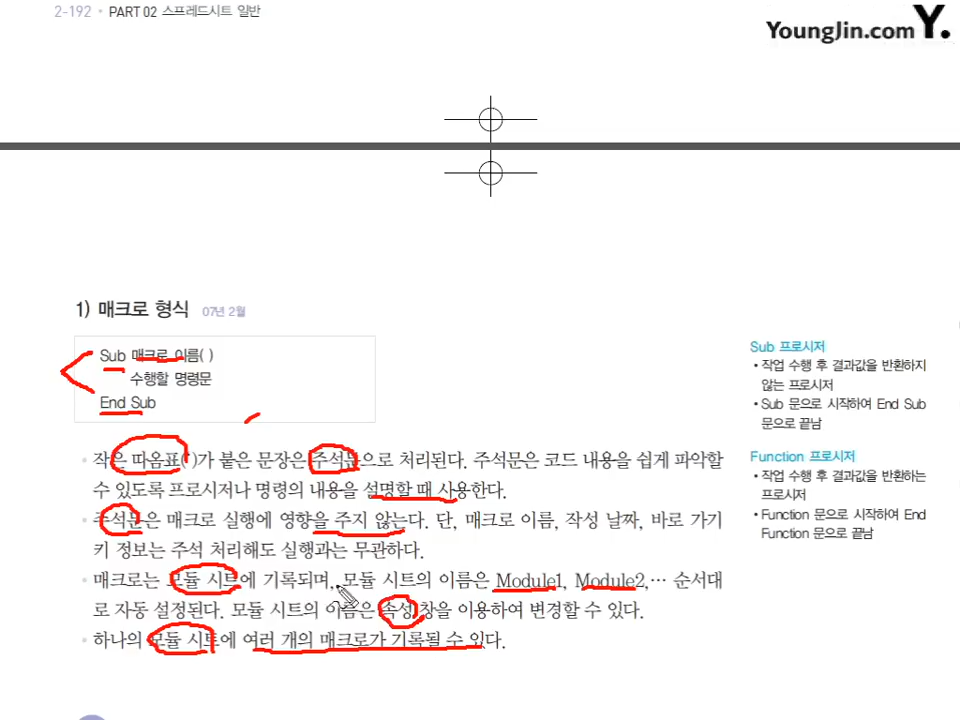 2-192 • PART 02 스프레드시트 일반
YoungJin.com Y.
1) 매크로 형식 07년 2월
Sub 매크로 이름( )
수행할 명령문
End Sub
• 작은 따옴표(')가 붙은 문장은 주석문으로 처리된다. 주석문은 코드 내용을 쉽게 파악할
수 있도록 프로시저나 명령의 내용을 설명할 때 사용한다.
• 주석문은 매크로 실행에 영향을 주지 않는다. 단, 매크로 이름, 작성 날짜, 바로 가기
키 정보는 주석 처리해도 실행과는 무관하다.
• 매크로는 모듈 시트에 기록되며, 모듈 시트의 이름은 Module1, Module2, … 순서대
로 자동 설정된다. 모듈 시트의 이름은 속성 창을 이용하여 변경할 수 있다.
• 하나의 모듈 시트에 여러 개의 매크로가 기록될 수 있다.
Sub 프로시저
• 작업 수행 후 결과값을 반환하지
않는 프로시저
• Sub 문으로 시작하여 End Sub
문으로 끝남
Function 프로시저
• 작업 수행 후 결과값을 반환하는
프로시저
• Function 문으로 시작하여 End
Function 문으로 끝남